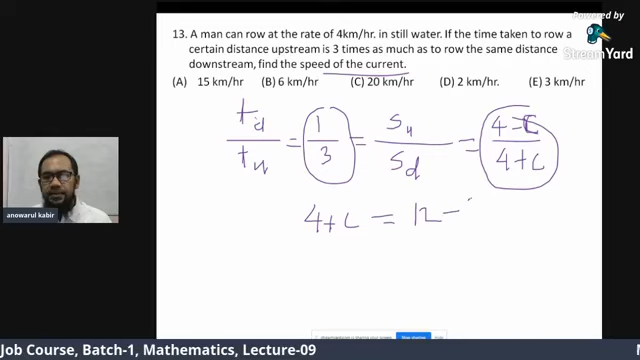 Powered by
StreamYard
13. A man can row at the rate of 4km/hr. in still water. If the time taken to row a
certain distance upstream is 3 times as much as to row the same distance
downstream, find the speed of the current.
(A) 15 km/hr (B) 6 km/hr (C) 20 km/hr (D) 2 km/hr. (E) 3 km/hr
td/tu = 1/3 = Su/Sd = 4-C/4+C
4+C = 12-
anowarul kabir
Job Course, Batch-1, Mathematics, Lecture-09